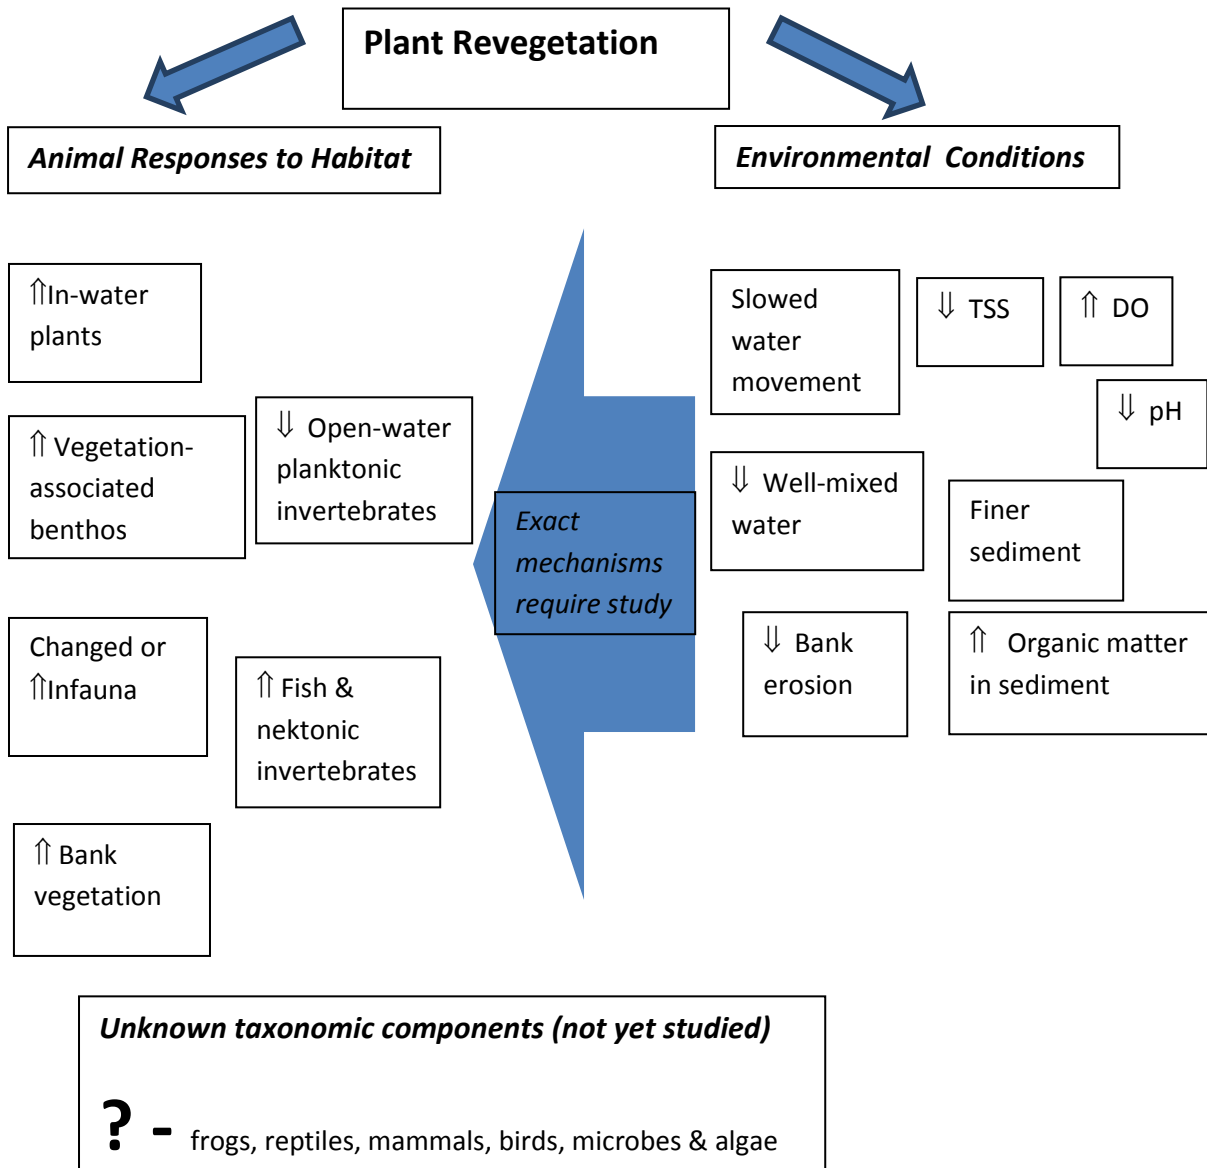 Plant Revegetation
Animal Responses to Habitat
Environmental Conditions
⇑In-water
plants
⇑ Vegetation-
associated
benthos
⇓ Open-water
planktonic
invertebrates
Changed or
⇑Infauna
⇑ Fish &
nektonic
invertebrates
⇑ Bank
vegetation
Exact
mechanisms
require study
Slowed
water
movement
⇓ TSS
⇑ DO
⇓ pH
⇓ Well-mixed
water
Finer
sediment
⇓ Bank
erosion
⇑ Organic matter
in sediment
Unknown taxonomic components (not yet studied)
? - frogs, reptiles, mammals, birds, microbes & algae